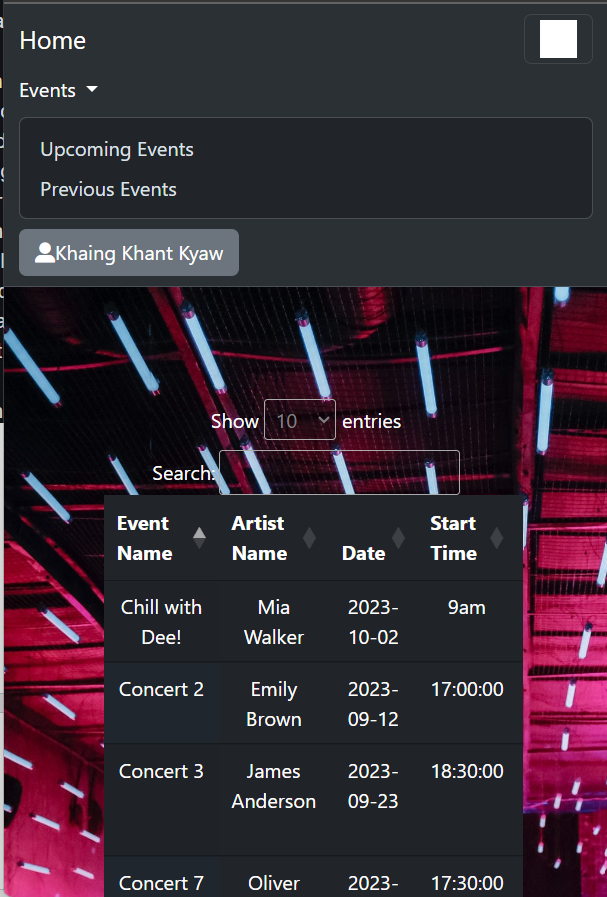 Home
Events
Upcoming Events
Previous Events
Khaing Khant Kyaw
Show 10 entries
Search:
Event Name Artist Name Date Start Time
Chill with Dee! Mia Walker 2023-10-02 9am
Concert 2 Emily Brown 2023-09-12 17:00:00
Concert 3 James Anderson 2023-09-23 18:30:00
Concert 7 Oliver 2023- 17:30:00